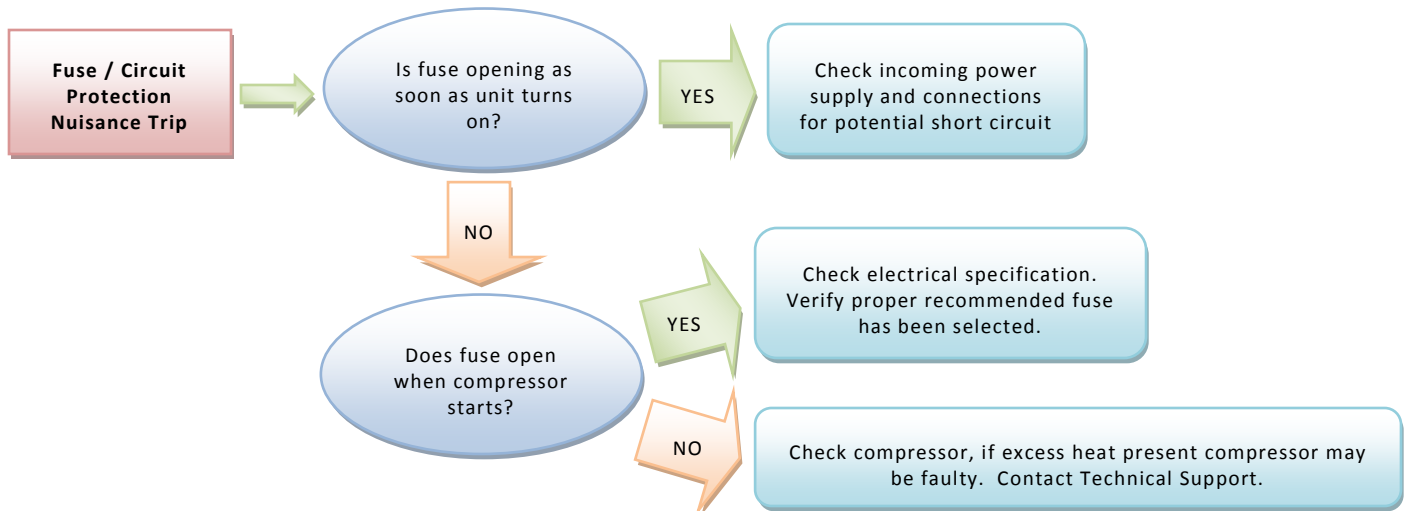 Fuse / Circuit
Protection
Nuisance Trip
Is fuse opening as
soon as unit turns
on?
YES
Check incoming power
supply and connections
for potential short circuit
NO
Does fuse open
when compressor
starts?
YES
Check electrical specification.
Verify proper recommended fuse
has been selected.
NO
Check compressor, if excess heat present compressor may
be faulty.  Contact Technical Support.